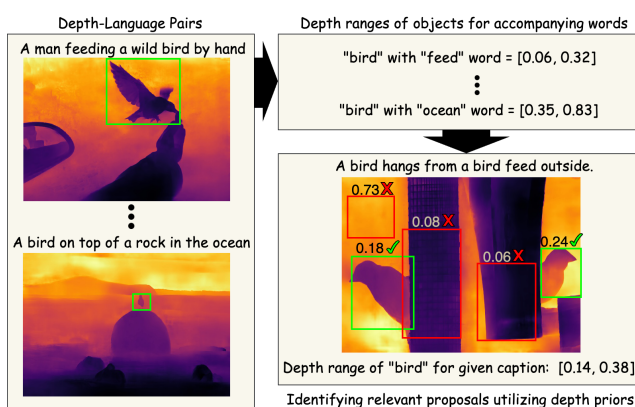 Depth-Language Pairs
A man feeding a wild bird by hand
A bird on top of a rock in the ocean
Depth ranges of objects for accompanying words
"bird" with "feed" word = [0.06, 0.32]
"bird" with "ocean" word = [0.35, 0.83]
A bird hangs from a bird feed outside.
0.73 X
0.08 X
0.18 ✓
0.06 X
0.24 ✓
Depth range of "bird" for given caption: [0.14, 0.38]
Identifying relevant proposals utilizing depth priors